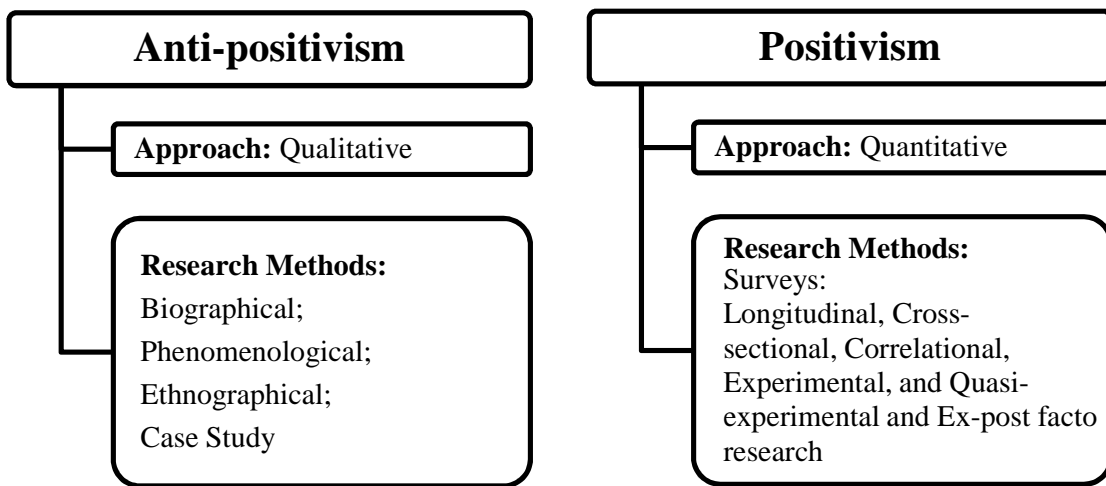 Anti-positivism
Approach: Qualitative
Research Methods:
Biographical;
Phenomenological;
Ethnographical;
Case Study
Positivism
Approach: Quantitative
Research Methods:
Surveys:
Longitudinal, Cross-
sectional, Correlational,
Experimental, and Quasi-
experimental and Ex-post facto
research